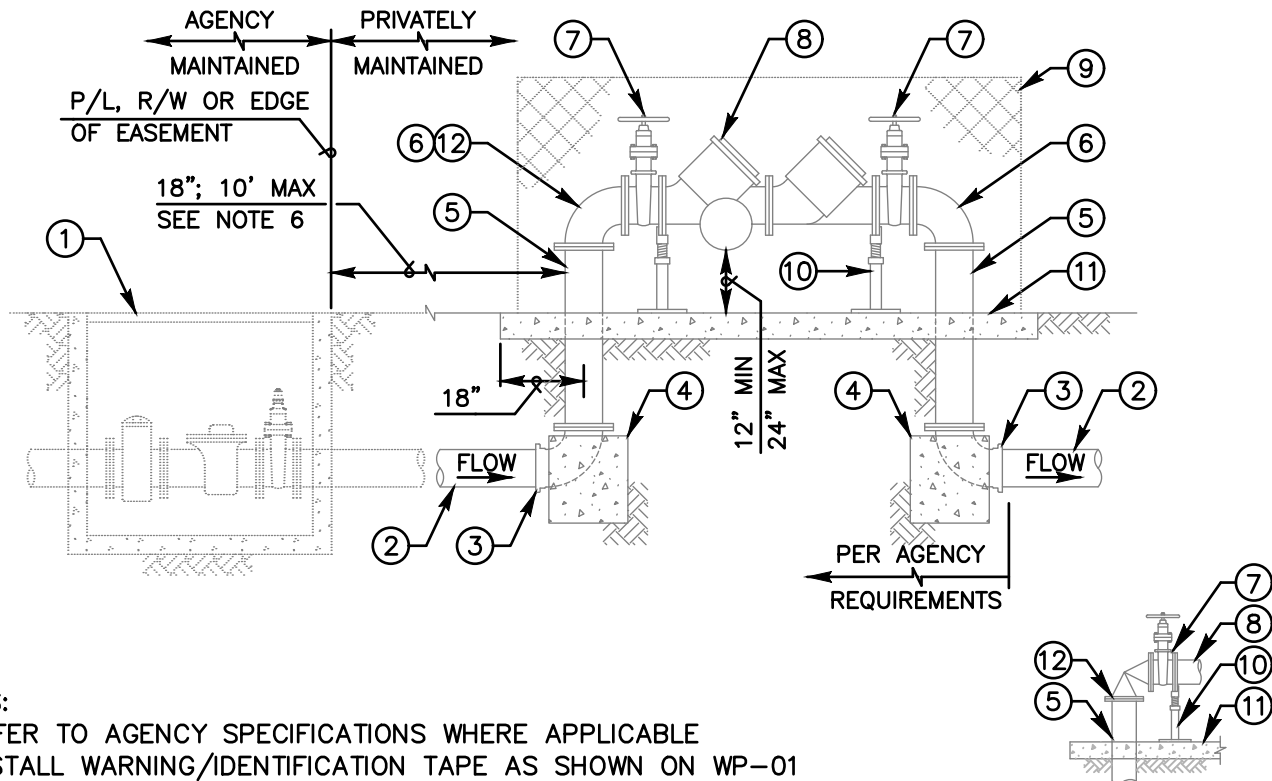 AGENCY
MAINTAINED
PRIVATELY
MAINTAINED
P/L, R/W OR EDGE
OF EASEMENT
18"; 10' MAX
SEE NOTE 6
7
8
7
9
6 12
6
5
5
1
10
11
18"
12" MIN
24" MAX
4
4
3
2
FLOW
FLOW
2
3
PER AGENCY
REQUIREMENTS
7
8
12
10
5
11
S:
FER TO AGENCY SPECIFICATIONS WHERE APPLICABLE
STALL WARNING/IDENTIFICATION TAPE AS SHOWN ON WP-01